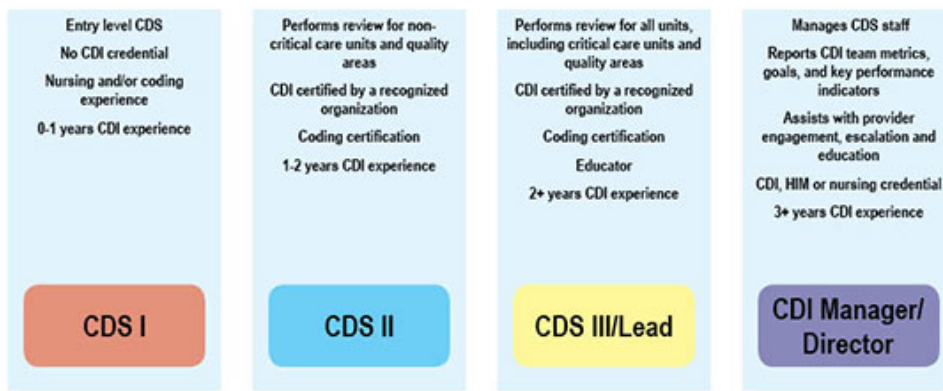 Entry level CDS
No CDI credential
Nursing and/or coding
experience
0-1 years CDI experience
CDS I
Performs review for non-
critical care units and quality
areas
CDI certified by a recognized
organization
Coding certification
1-2 years CDI experience
CDS II
Performs review for all units,
including critical care units and
quality areas
CDI certified by a recognized
organization
Coding certification
Educator
2+ years CDI experience
CDS III/Lead
Manages CDS staff
Reports CDI team metrics,
goals, and key performance
indicators
Assists with provider
engagement, escalation and
education
CDI, HIM or nursing credential
3+ years CDI experience
CDI Manager/
Director